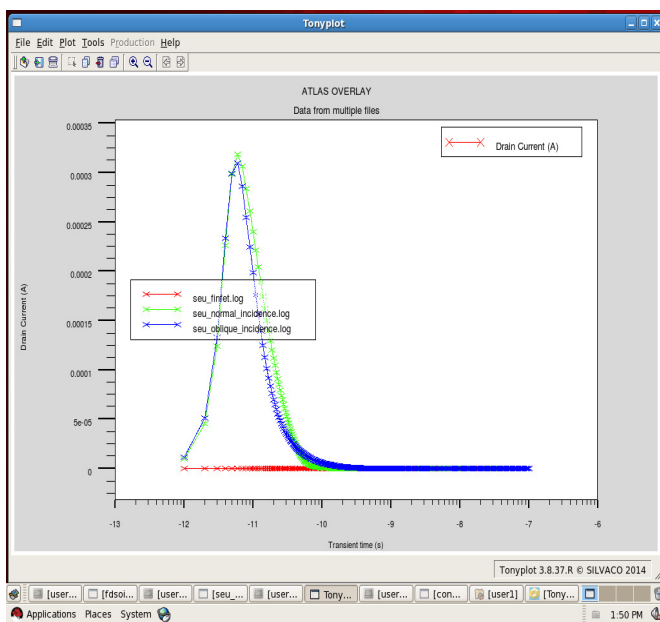 Tonyplot
File Edit Plot Tools Production Help
ATLAS OVERLAY
Data from multiple files
0.00035
0.0003
0.00025
0.0002
0.00015
0.0001
5e-05
0
Drain Current (A)
Drain Current (A)
seu_finfet.log
seu_normal_incidence.log
seu_oblique_incidence.log
-13 -12 -11 -10 -9 -8 -7 -6
Transient time (s)
Tonyplot 3.8.37.R © SILVACO 2014
[user... [fdsoi... [user... [seu_... [user... Tony... [user... [con... [user1] [Tony...
Applications Places System 1:50 PM